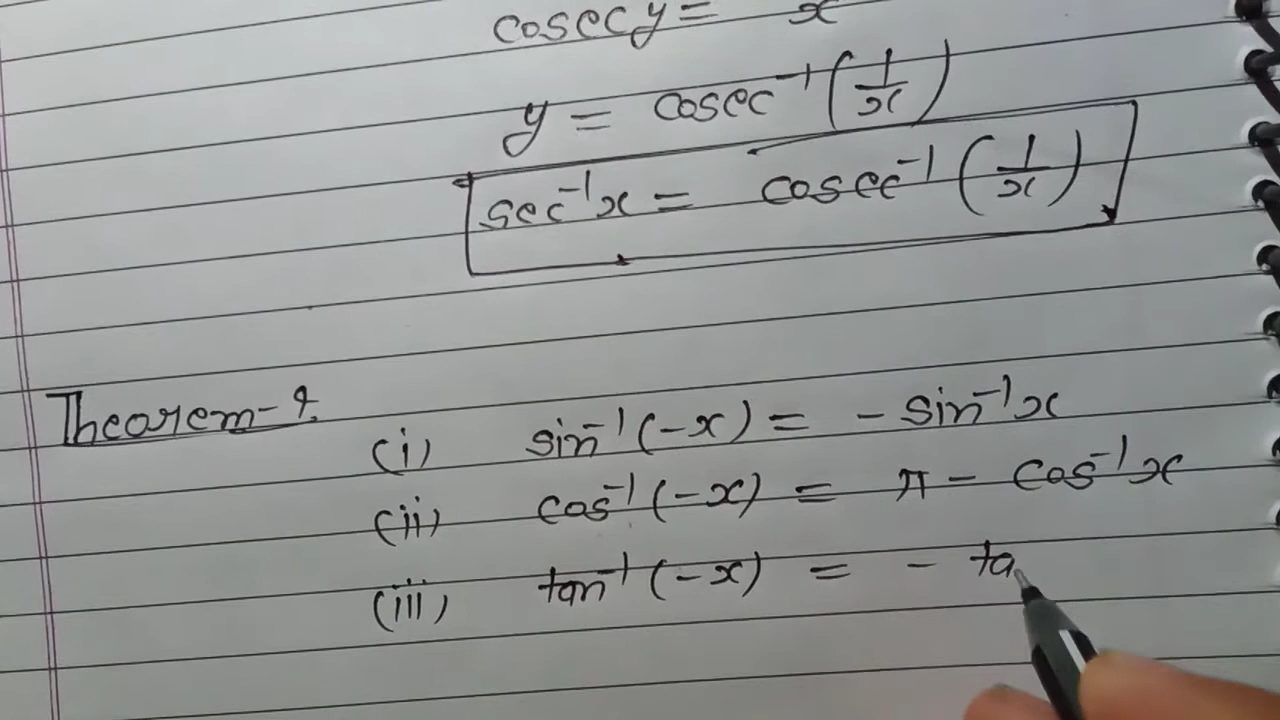 cosec y = x
y = cosec⁻¹ (1/x)
sec⁻¹x = cosec⁻¹ (1/x)
Theorem-
(i) sin⁻¹(-x) = - sin⁻¹x
(ii) cos⁻¹(-x) = π - cos⁻¹x
(iii) tan⁻¹(-x) = - ta